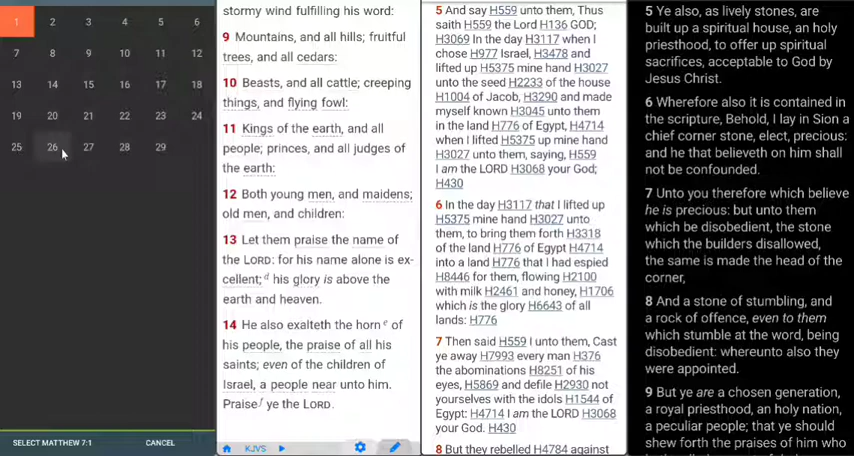 1 2 3 4 5 6
7 8 9 10 11 12
13 14 15 16 17 18
19 20 21 22 23 24
25 26 27 28 29
SELECT MATTHEW 7:1 CANCEL
stormy wind fulfilling his word:
9 Mountains, and all hills; fruitful
trees, and all cedars:
10 Beasts, and all cattle; creeping
things, and flying fowl:
11 Kings of the earth, and all
people; princes, and all judges of
the earth:
12 Both young men, and maidens;
old men, and children:
13 Let them praise the name of
the LORD: for his name alone is ex-
cellent;d his glory is above the
earth and heaven.
14 He also exalteth the horn e of
his people, the praise of all his
saints; even of the children of
Israel, a people near unto him.
Praisef ye the LORD.
KJVS
5 And say H559 unto them, Thus
saith H559 the Lord H136 GOD;
H3069 In the day H3117 when I
chose H977 Israel, H3478 and
lifted up H5375 mine hand H3027
unto the seed H2233 of the house
H1004 of Jacob, H3290 and made
myself known H3045 unto them
in the land H776 of Egypt, H4714
when I lifted H5375 up mine hand
H3027 unto them, saying, H559
I am the LORD H3068 your God;
H430
6 In the day H3117 that I lifted up
H5375 mine hand H3027 unto
them, to bring them forth H3318
of the land H776 of Egypt H4714
into a land H776 that I had espied
H8446 for them, flowing H2100
with milk H2461 and honey, H1706
which is the glory H6643 of all
lands: H776
7 Then said H559 I unto them, Cast
ye away H7993 every man H376
the abominations H8251 of his
eyes, H5869 and defile H2930 not
yourselves with the idols H1544 of
Egypt: H4714 I am the LORD H3068
your God. H430
8 But they rebelled H4784 against
5 Ye also, as lively stones, are
built up a spiritual house, an holy
priesthood, to offer up spiritual
sacrifices, acceptable to God by
Jesus Christ.
6 Wherefore also it is contained in
the scripture, Behold, I lay in Sion a
chief corner stone, elect, precious:
and he that believeth on him shall
not be confounded.
7 Unto you therefore which believe
he is precious: but unto them
which be disobedient, the stone
which the builders disallowed,
the same is made the head of the
corner,
8 And a stone of stumbling, and
a rock of offence, even to them
which stumble at the word, being
disobedient: whereunto also they
were appointed.
9 But ye are a chosen generation,
a royal priesthood, an holy nation,
a peculiar people; that ye should
shew forth the praises of him who